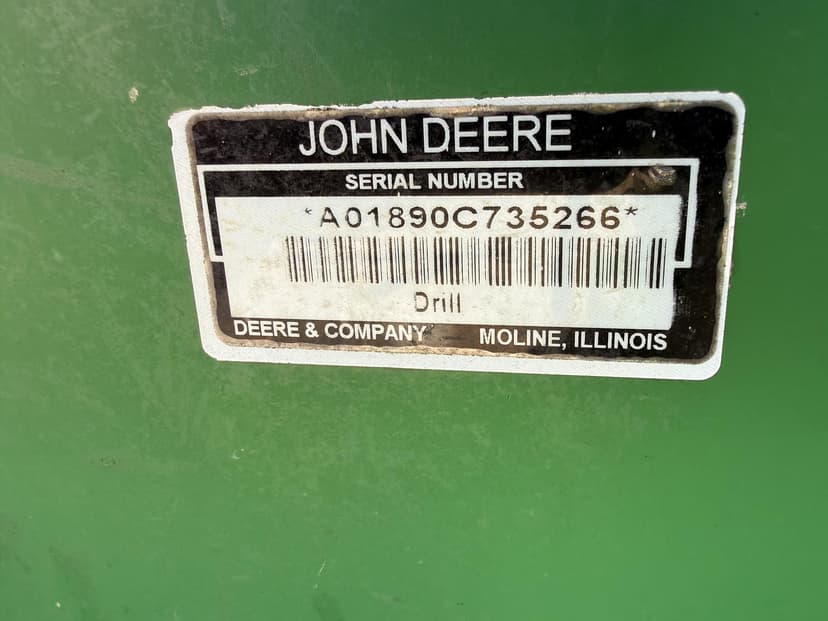 JOHN DEERE
SERIAL NUMBER
*A01890C735266*
Drill
DEERE & COMPANY MOLINE, ILLINOIS